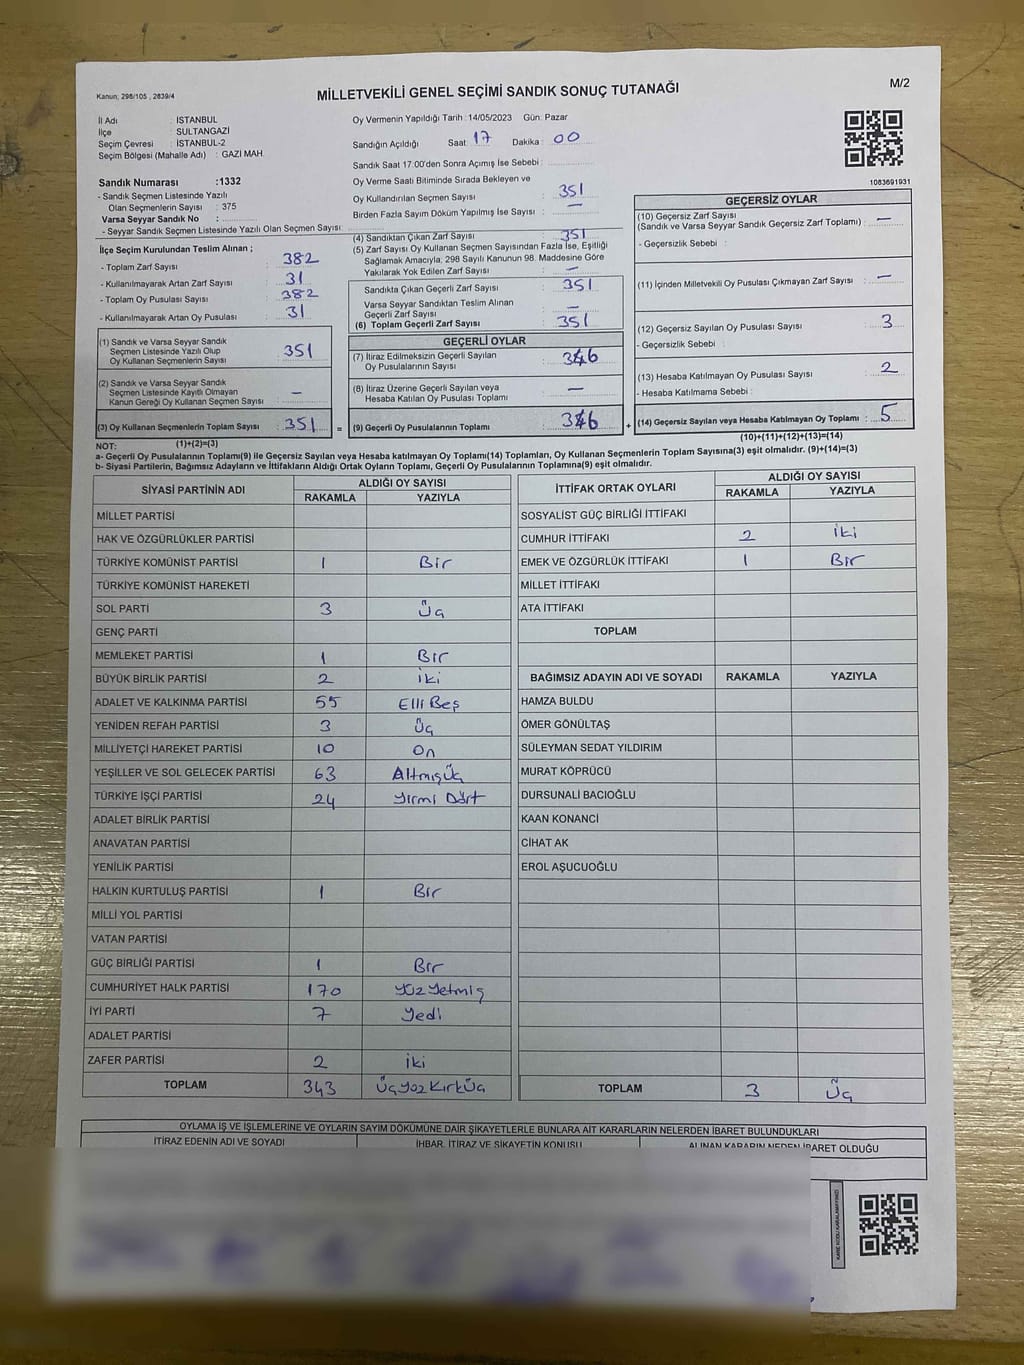 Kanun; 298/105 , 2839/4
MİLLETVEKİLİ GENEL SEÇİMİ SANDIK SONUÇ TUTANAĞI
M/2
İl Adı : İSTANBUL
İlçe : SULTANGAZİ
Seçim Çevresi : İSTANBUL-2
Seçim Bölgesi (Mahalle Adı) : GAZİ MAH.
Oy Vermenin Yapıldığı Tarih : 14/05/2023 Gün: Pazar
Sandığın Açıldığı Saat: 17 Dakika : 00
Sandık Saat 17:00'den Sonra Açımış İse Sebebi :
Oy Verme Saati Bitiminde Sırada Bekleyen ve
Oy Kullandırılan Seçmen Sayısı : 351
Birden Fazla Sayım Döküm Yapılmış İse Sayısı : —
1083691931
Sandık Numarası :1332
- Sandık Seçmen Listesinde Yazılı
Olan Seçmenlerin Sayısı : 375
Varsa Seyyar Sandık No :
- Seyyar Sandık Seçmen Listesinde Yazılı Olan Seçmen Sayısı
İlçe Seçim Kurulundan Teslim Alınan ;
- Toplam Zarf Sayısı : 382
- Kullanılmayarak Artan Zarf Sayısı : 31
- Toplam Oy Pusulası Sayısı : 382
- Kullanılmayarak Artan Oy Pusulası : 31
(1) Sandık ve Varsa Seyyar Sandık
Seçmen Listesinde Yazılı Olup
Oy Kullanan Seçmenlerin Sayısı : 351
(2) Sandık ve Varsa Seyyar Sandık
Seçmen Listesinde Kayıtlı Olmayan
Kanun Gereği Oy Kullanan Seçmen Sayısı : —
(3) Oy Kullanan Seçmenlerin Toplam Sayısı : 351
(4) Sandıktan Çıkan Zarf Sayısı : 351
(5) Zarf Sayısı Oy Kullanan Seçmen Sayısından Fazla İse, Eşitliği
Sağlamak Amacıyla, 298 Sayılı Kanunun 98. Maddesine Göre
Yakılarak Yok Edilen Zarf Sayısı : —
Sandıkta Çıkan Geçerli Zarf Sayısı : 351
Varsa Seyyar Sandıktan Teslim Alınan
Geçerli Zarf Sayısı : —
(6) Toplam Geçerli Zarf Sayısı : 351
GEÇERLİ OYLAR
(7) İtiraz Edilmeksizin Geçerli Sayılan
Oy Pusulalarının Sayısı : 346
(8) İtiraz Üzerine Geçerli Sayılan veya
Hesaba Katılan Oy Pusulası Toplamı : —
= (9) Geçerli Oy Pusulalarının Toplamı : 346
GEÇERSİZ OYLAR
(10) Geçersiz Zarf Sayısı
(Sandık ve Varsa Seyyar Sandık Geçersiz Zarf Toplamı) : —
- Geçersizlik Sebebi :
(11) İçinden Milletvekili Oy Pusulası Çıkmayan Zarf Sayısı : —
(12) Geçersiz Sayılan Oy Pusulası Sayısı : 3
- Geçersizlik Sebebi :
(13) Hesaba Katılmayan Oy Pusulası Sayısı : 2
- Hesaba Katılmama Sebebi :
+ (14) Geçersiz Sayılan veya Hesaba Katılmayan Oy Toplamı : 5
NOT: (1)+(2)=(3)
(10)+(11)+(12)+(13)=(14)
a- Geçerli Oy Pusulaları Toplamı(9) ile Geçersiz Sayılan veya Hesaba katılmayan Oy Toplamı(14) Toplamları, Oy Kullanan Seçmenlerin Toplam Sayısına(3) eşit olmalıdır. (9)+(14)=(3)
b- Siyasi Partilerin, Bağımsız Adayların ve İttifakların Aldığı Ortak Oyların Toplamı, Geçerli Oy Pusulalarının Toplamına(9) eşit olmalıdır.
SİYASİ PARTİNİN ADI ALDIĞI OY SAYISI
RAKAMLA YAZIYLA
MİLLET PARTİSİ
HAK VE ÖZGÜRLÜKLER PARTİSİ
TÜRKİYE KOMÜNİST PARTİSİ 1 Bir
TÜRKİYE KOMÜNİST HAREKETİ
SOL PARTİ 3 Üç
GENÇ PARTİ
MEMLEKET PARTİSİ 1 Bir
BÜYÜK BİRLİK PARTİSİ 2 iki
ADALET VE KALKINMA PARTİSİ 55 Elli Beş
YENİDEN REFAH PARTİSİ 3 Üç
MİLLİYETÇİ HAREKET PARTİSİ 10 On
YEŞİLLER VE SOL GELECEK PARTİSİ 63 AltmışÜç
TÜRKİYE İŞÇİ PARTİSİ 24 Yirmi Dört
ADALET BİRLİK PARTİSİ
ANAVATAN PARTİSİ
YENİLİK PARTİSİ
HALKIN KURTULUŞ PARTİSİ 1 Bir
MİLLİ YOL PARTİSİ
VATAN PARTİSİ
GÜÇ BİRLİĞİ PARTİSİ 1 Bir
CUMHURİYET HALK PARTİSİ 170 YüzYetmiş
İYİ PARTİ 7 Yedi
ADALET PARTİSİ
ZAFER PARTİSİ 2 iki
TOPLAM 343 ÜçYüzKırkÜç
İTTİFAK ORTAK OYLARI ALDIĞI OY SAYISI
RAKAMLA YAZIYLA
SOSYALİST GÜÇ BİRLİĞİ İTTİFAKI
CUMHUR İTTİFAKI 2 iki
EMEK VE ÖZGÜRLÜK İTTİFAKI 1 Bir
MİLLET İTTİFAKI
ATA İTTİFAKI
TOPLAM
BAĞIMSIZ ADAYIN ADI VE SOYADI RAKAMLA YAZIYLA
HAMZA BULDU
ÖMER GÖNÜLTAŞ
SÜLEYMAN SEDAT YILDIRIM
MURAT KÖPRÜCÜ
DURSUNALİ BACIOĞLU
KAAN KONANCİ
CİHAT AK
EROL AŞUCUOĞLU
TOPLAM 3 Üç
OYLAMA İŞ VE İŞLEMLERİNE VE OYLARIN SAYIM DÖKÜMÜNE DAİR ŞİKAYETLERLE BUNLARA AİT KARARLARIN NELERDEN İBARET BULUNDUKLARI
İTİRAZ EDENİN ADI VE SOYADI İHBAR, İTİRAZ VE ŞİKAYETİN KONUSU ALINAN KARARIN NEDEN İBARET OLDUĞU
KARE KODU KARALAMAYINIZ